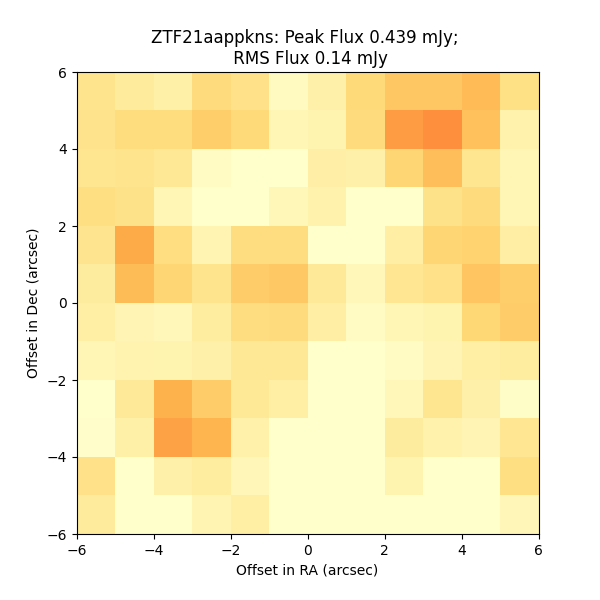 ZTF21aappkns: Peak Flux 0.439 mJy;
RMS Flux 0.14 mJy
6
4
2
0
−2
−4
−6
Offset in Dec (arcsec)
−6 −4 −2 0 2 4 6
Offset in RA (arcsec)